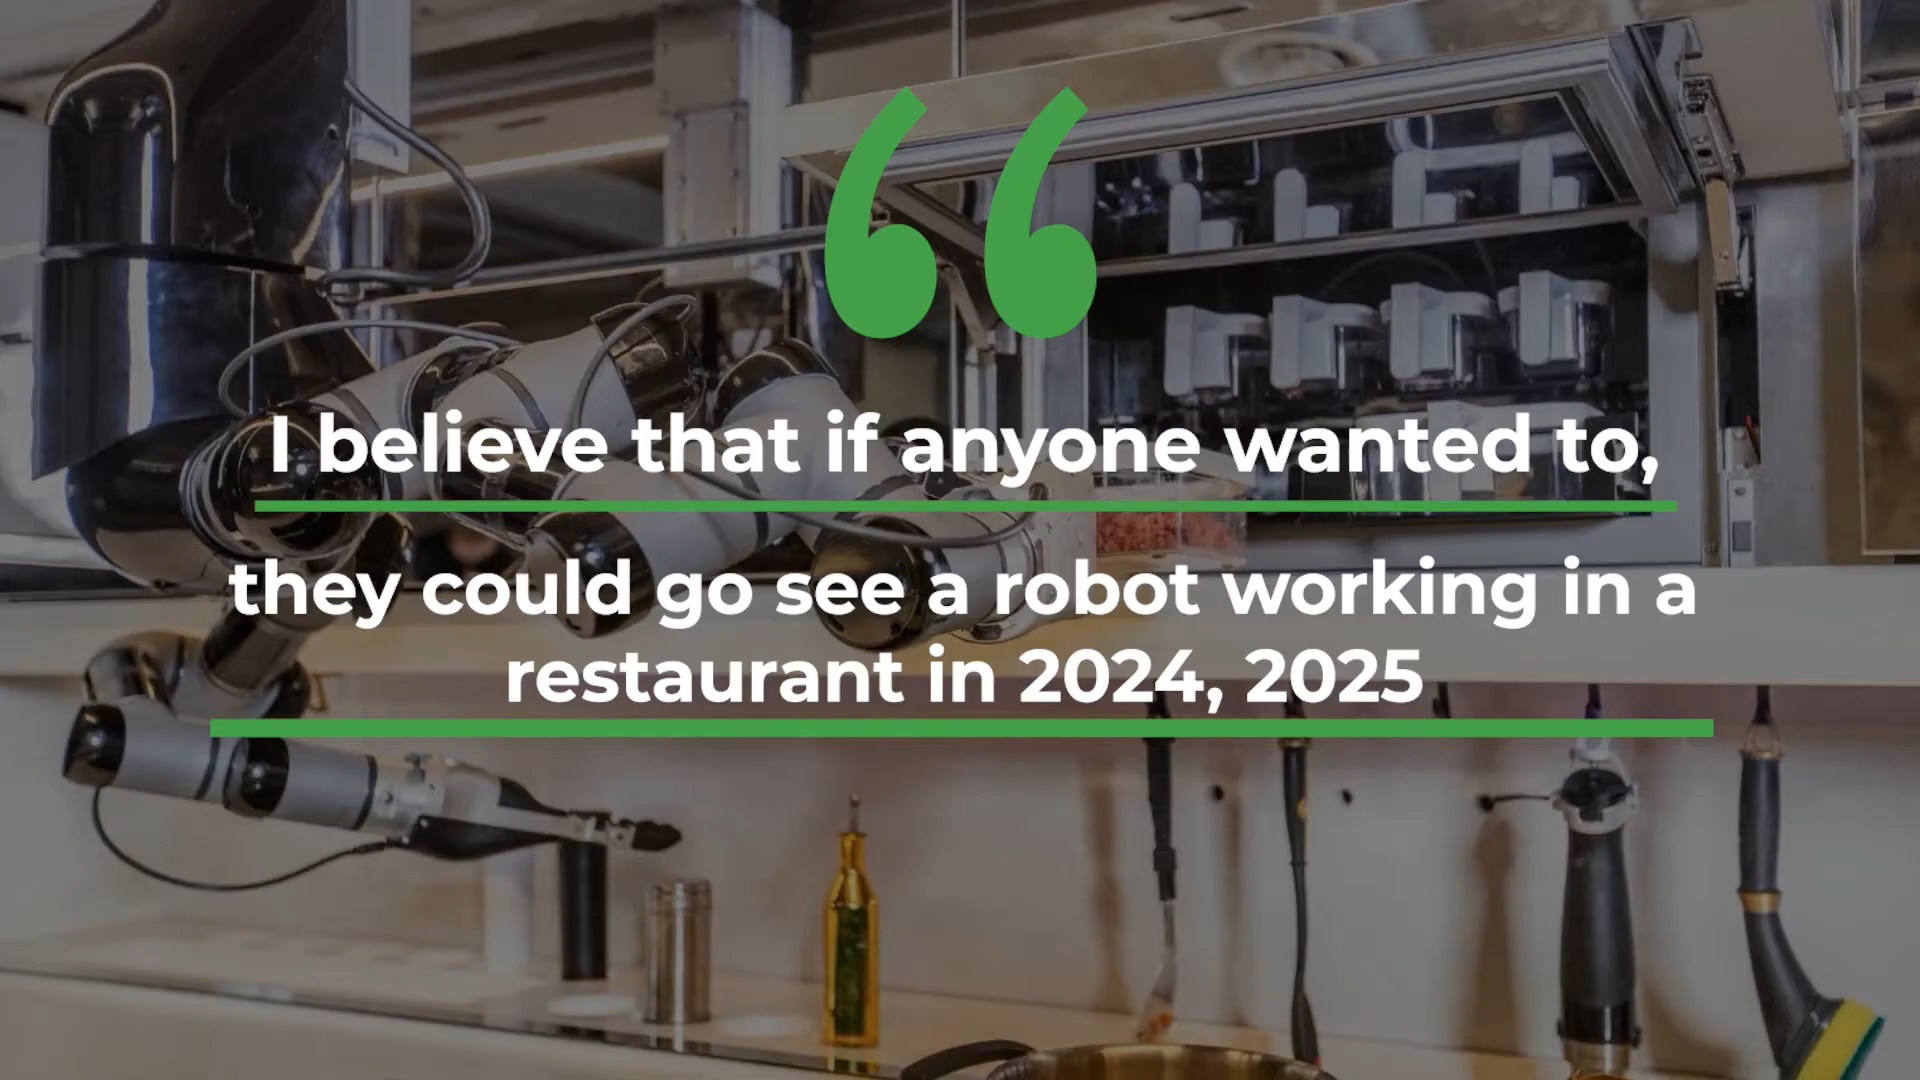 “
I believe that if anyone wanted to,
they could go see a robot working in a
restaurant in 2024, 2025